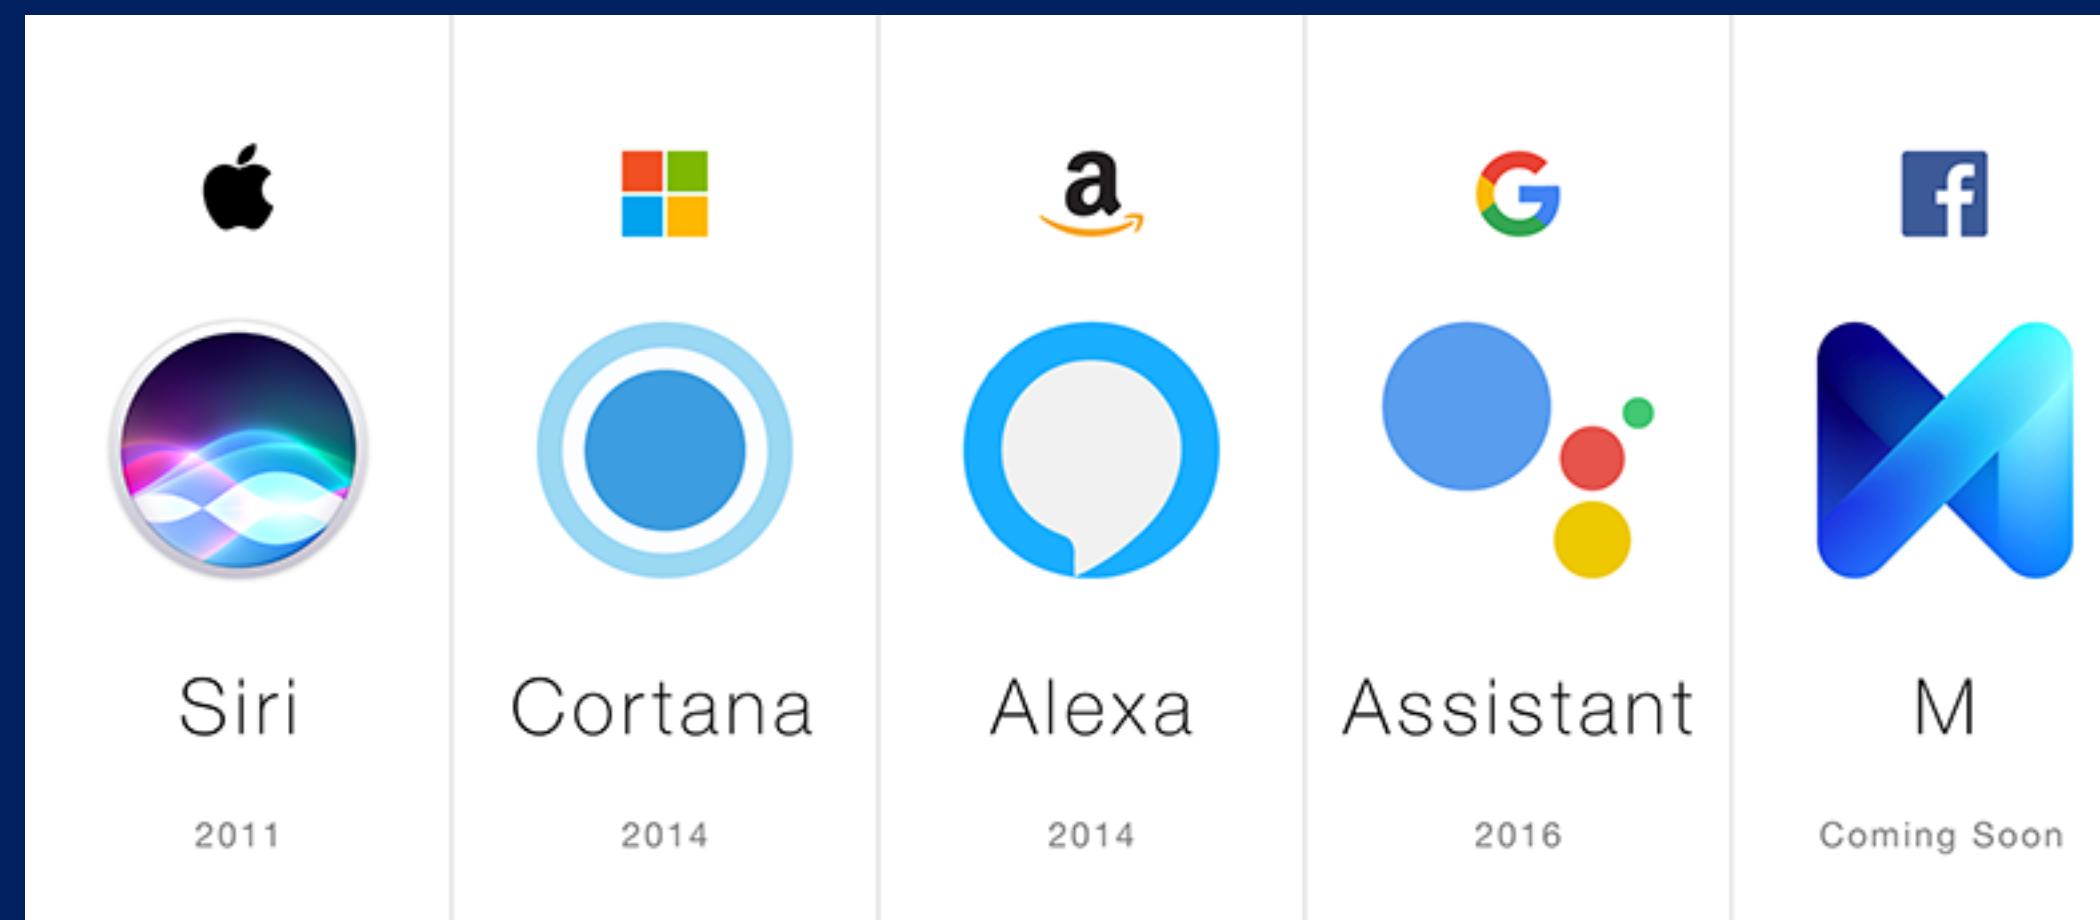 Siri
2011
Cortana
2014
Alexa
2014
Assistant
2016
M
Coming Soon